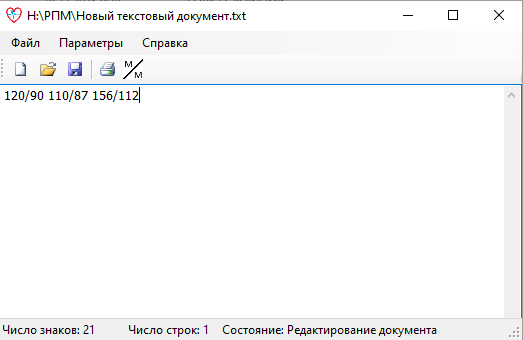 H:\РПМ\Новый текстовый документ.txt
Файл Параметры Справка
M/M
120/90 110/87 156/112
Число знаков: 21 Число строк: 1 Состояние: Редактирование документа